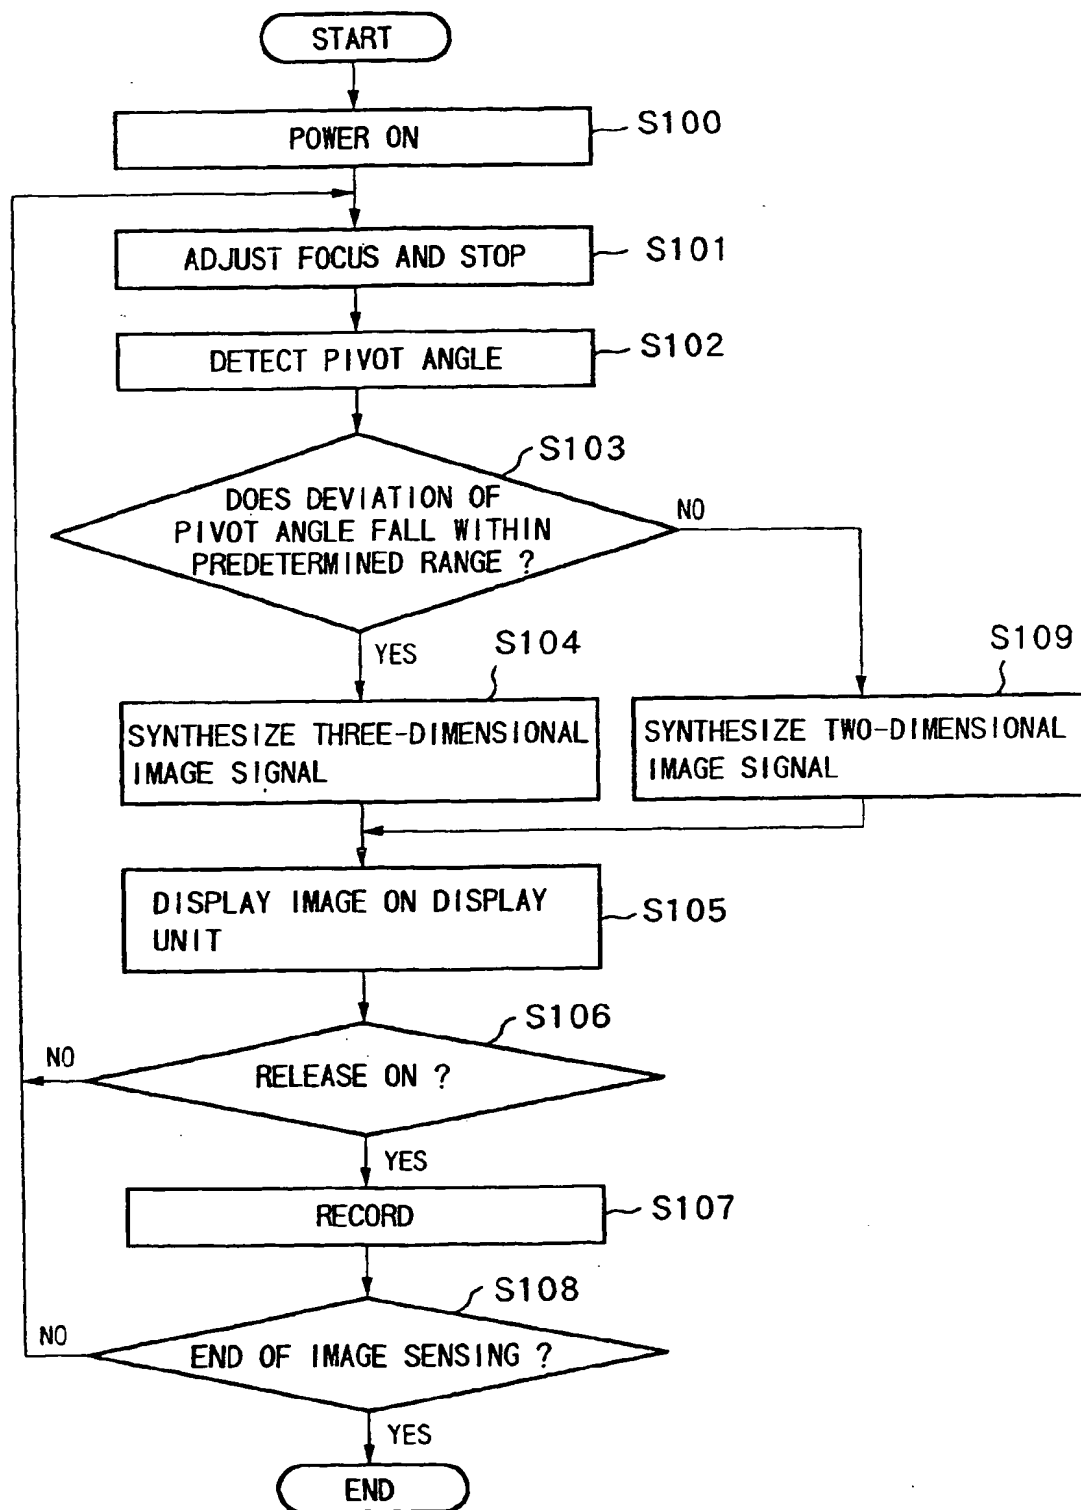 START
POWER ON
S100
ADJUST FOCUS AND STOP
S101
DETECT PIVOT ANGLE
S102
S103
DOES DEVIATION OF
PIVOT ANGLE FALL WITHIN
PREDETERMINED RANGE ?
NO
YES
S104
S109
SYNTHESIZE THREE-DIMENSIONAL
IMAGE SIGNAL
SYNTHESIZE TWO-DIMENSIONAL
IMAGE SIGNAL
DISPLAY IMAGE ON DISPLAY
UNIT
S105
S106
NO
RELEASE ON ?
YES
RECORD
S107
S108
NO
END OF IMAGE SENSING ?
YES
END